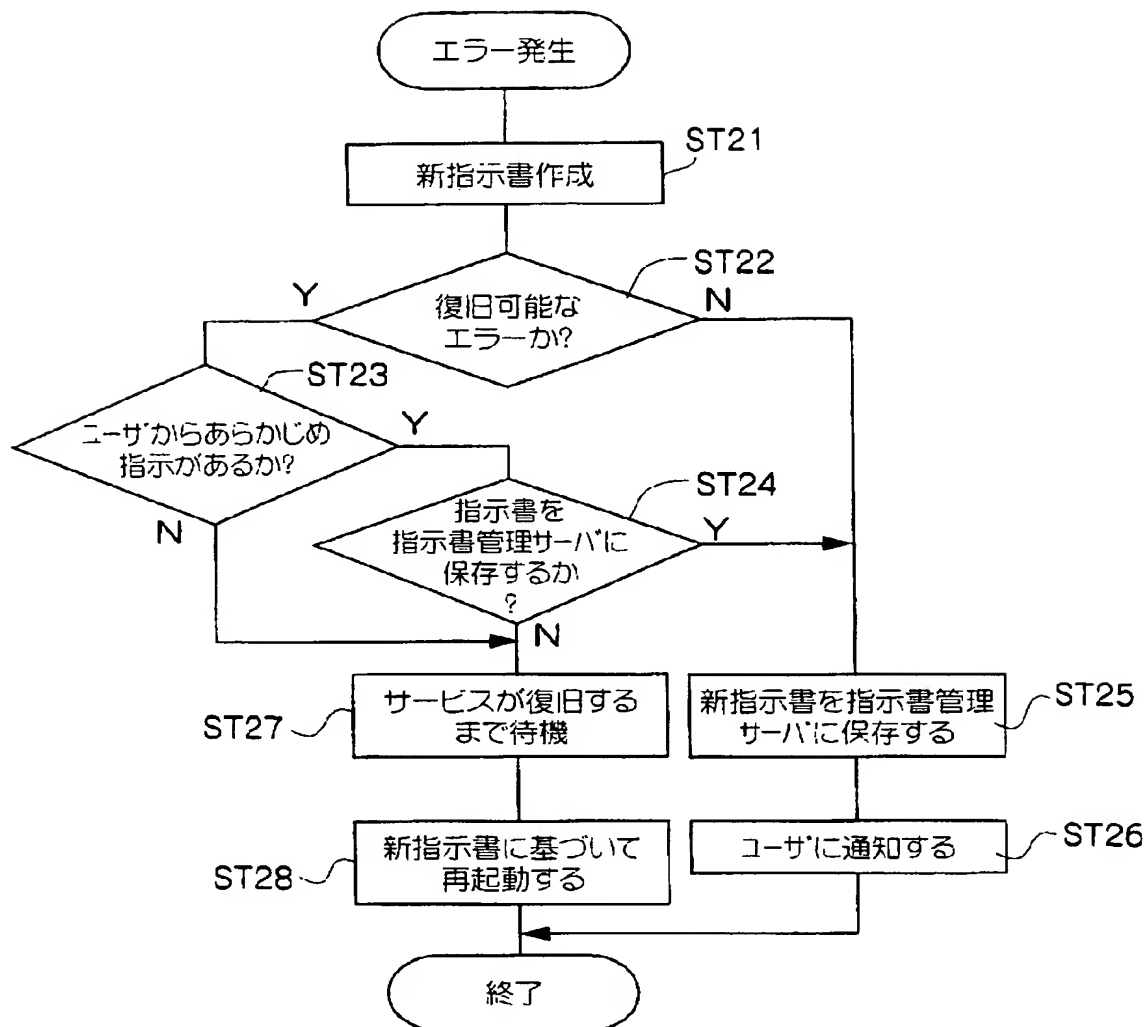 エラー発生
ST21
新指示書作成
ST22
Y
N
復旧可能な
エラーか?
ST23
Y
ユーザからあらかじめ
指示があるか?
N
ST24
指示書を
指示書管理サーバに
保存するか
?
Y
N
サービスが復旧する
まで待機
ST27
新指示書を指示書管理
サーバに保存する
ST25
新指示書に基づいて
再起動する
ST28
ユーザに通知する
ST26
終了